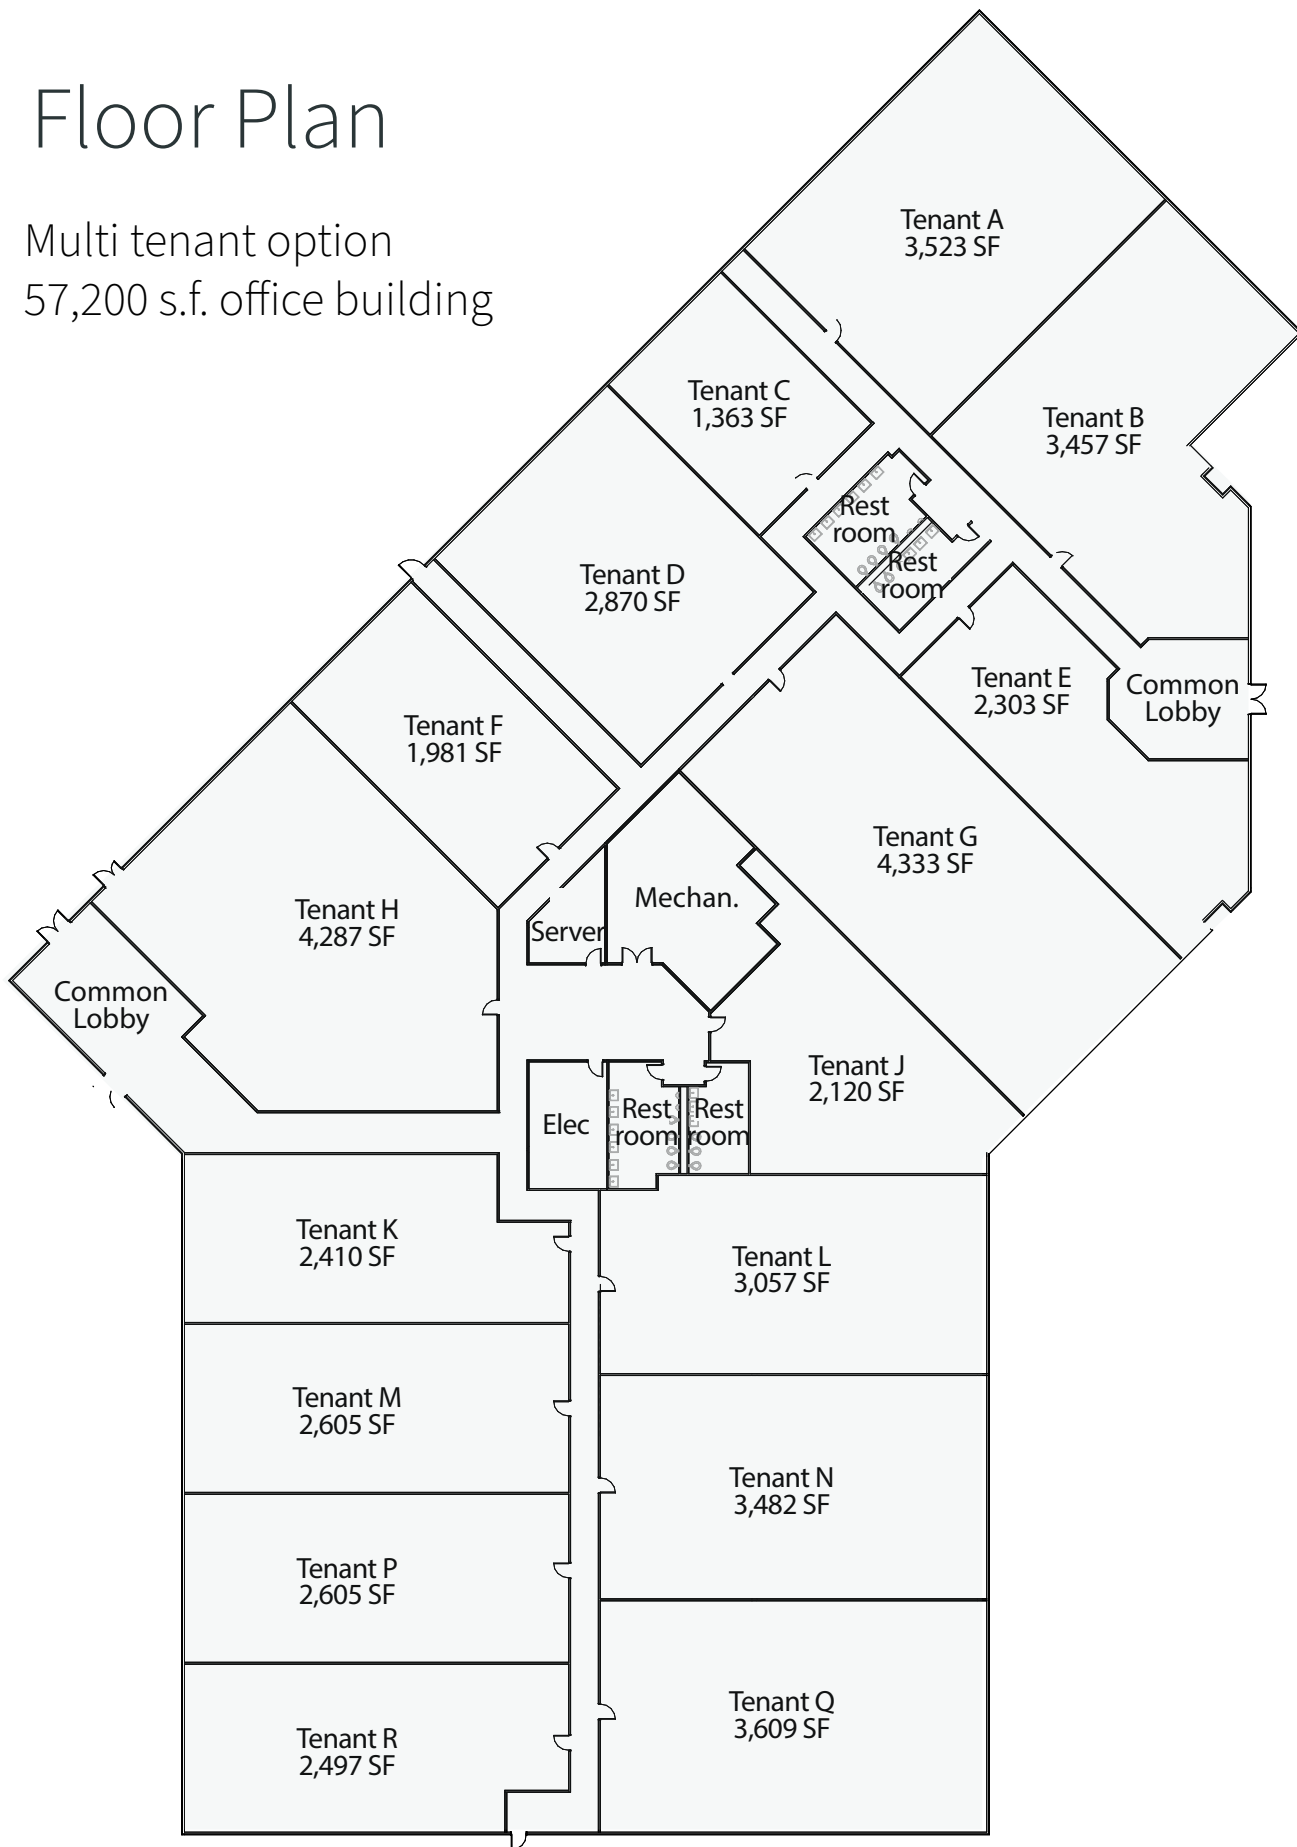 Floor Plan
Multi tenant option
57,200 s.f. office building
Tenant A
3,523 SF
Tenant B
3,457 SF
Tenant C
1,363 SF
Rest
room
Rest
room
Tenant D
2,870 SF
Tenant E
2,303 SF
Common
Lobby
Tenant F
1,981 SF
Tenant G
4,333 SF
Mechan.
Server
Tenant H
4,287 SF
Common
Lobby
Tenant J
2,120 SF
Elec
Rest
room
Rest
room
Tenant K
2,410 SF
Tenant L
3,057 SF
Tenant M
2,605 SF
Tenant N
3,482 SF
Tenant P
2,605 SF
Tenant Q
3,609 SF
Tenant R
2,497 SF